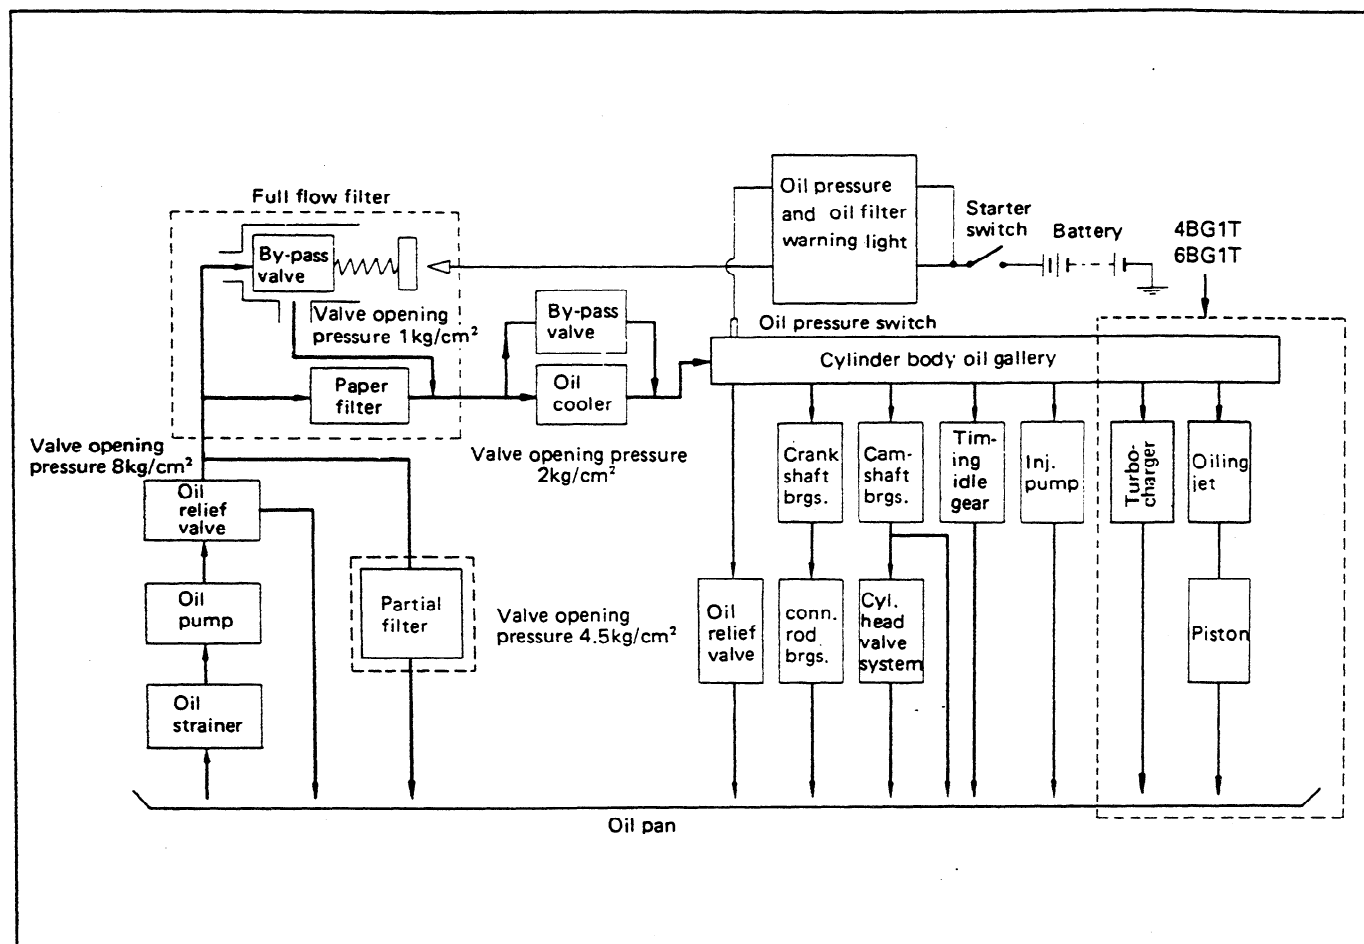 Full flow filter
By-pass
valve
Valve opening
pressure 1kg/cm²
Paper
filter
By-pass
valve
Oil
cooler
Valve opening pressure
2kg/cm²
Oil pressure
and oil filter
warning light
Starter
switch
Battery
4BG1T
6BG1T
Oil pressure switch
Cylinder body oil gallery
Valve opening
pressure 8kg/cm²
Oil
relief
valve
Oil
pump
Oil
strainer
Partial
filter
Valve opening
pressure 4.5kg/cm²
Oil
relief
valve
Crank
shaft
brgs.
conn.
rod
brgs.
Cam-
shaft
brgs.
Cyl.
head
valve
system
Tim-
ing
idle
gear
Inj.
pump
Turbo-
charger
Oiling
jet
Piston
Oil pan